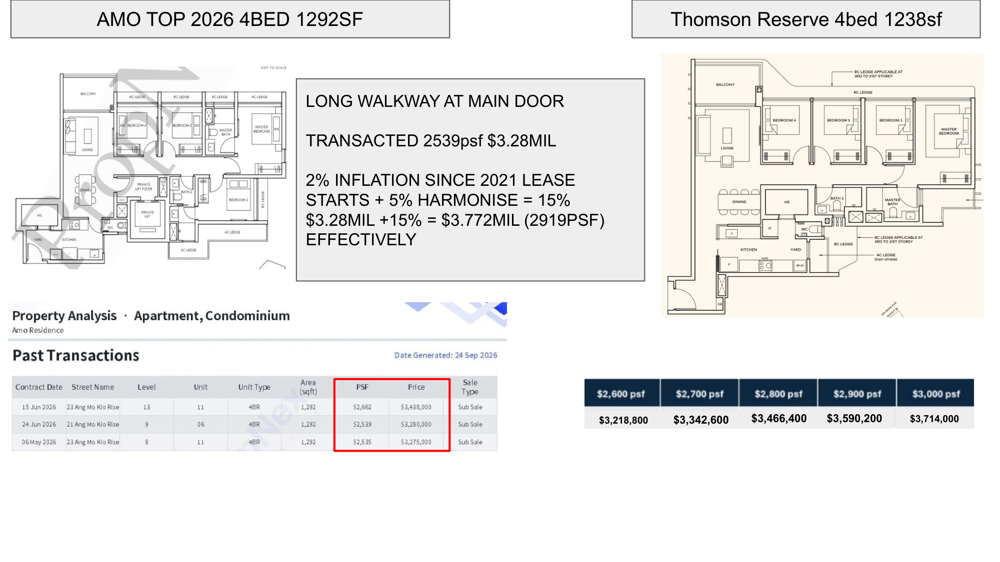 AMO TOP 2026 4BED 1292SF
Thomson Reserve 4bed 1238sf
NOT TO SCALE
BALCONY
RC LEDGE
RC LEDGE
RC LEDGE
RC LEDGE
BEDROOM 4
BEDROOM 3
MASTER
BATH
MASTER
BEDROOM
LIVING
DINING
PRIVATE
LIFT FOYER
BATH 2
BEDROOM 2
RC LEDGE
HS
DB/ST
PRIVATE
LIFT
WC
YARD
KITCHEN
W+D
F
AC LEDGE
AC LEDGE
PropN
LONG WALKWAY AT MAIN DOOR
TRANSACTED 2539psf $3.28MIL
2% INFLATION SINCE 2021 LEASE
STARTS + 5% HARMONISE = 15%
$3.28MIL +15% = $3.772MIL (2919PSF)
EFFECTIVELY
BALCONY
RC LEDGE APPLICABLE AT
3RD TO 21ST STOREY
RC LEDGE
BEDROOM 4
BEDROOM 3
BEDROOM 2
MASTER
BEDROOM
LIVING
DINING
HS
BATH 2
MASTER
BATH
ST
WC
KITCHEN
YARD
RC LEDGE
RC LEDGE APPLICABLE AT
3RD TO 21ST STOREY
AC LEDGE
(non-strata)
F
H/O
W+D
DB
SIN MING AVE
IN/OUT
Property Analysis · Apartment, Condominium
Amo Residence
Past Transactions
Date Generated: 24 Sep 2026
Contract Date Street Name Level Unit Unit Type Area (sqft) PSF Price Sale Type
15 Jun 2026 23 Ang Mo Kio Rise 13 11 4BR 1,292 $2,662 $3,438,000 Sub Sale
24 Jun 2026 21 Ang Mo Kio Rise 9 06 4BR 1,292 $2,539 $3,280,000 Sub Sale
06 May 2026 23 Ang Mo Kio Rise 8 11 4BR 1,292 $2,535 $3,275,000 Sub Sale
$2,600 psf $2,700 psf $2,800 psf $2,900 psf $3,000 psf
$3,218,800 $3,342,600 $3,466,400 $3,590,200 $3,714,000